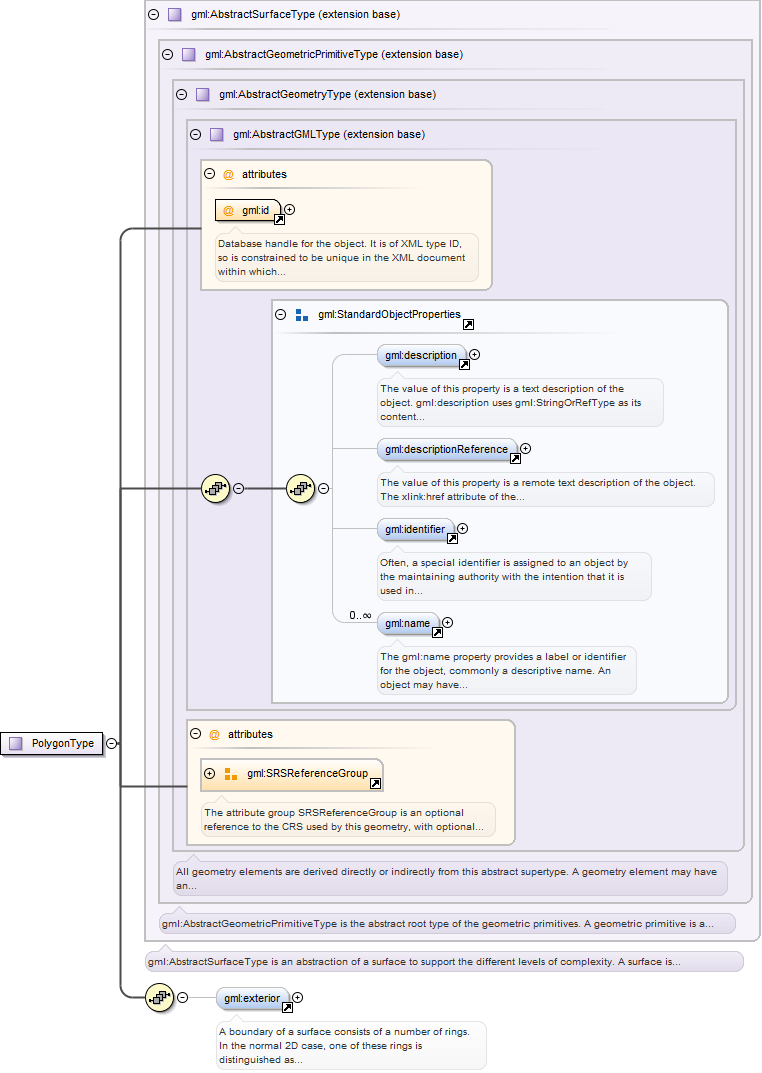 gml:AbstractSurfaceType (extension base)
gml:AbstractGeometricPrimitiveType (extension base)
gml:AbstractGeometryType (extension base)
gml:AbstractGMLType (extension base)
@ attributes
@ gml:id
Database handle for the object. It is of XML type ID,
so is constrained to be unique in the XML document
within which...
gml:StandardObjectProperties
gml:description
The value of this property is a text description of the
object. gml:description uses gml:StringOrRefType as its
content...
gml:descriptionReference
The value of this property is a remote text description of the object.
The xlink:href attribute of the...
gml:identifier
Often, a special identifier is assigned to an object by
the maintaining authority with the intention that it is
used in...
0..∞
gml:name
The gml:name property provides a label or identifier
for the object, commonly a descriptive name. An
object may have...
@ attributes
PolygonType
gml:SRSReferenceGroup
The attribute group SRSReferenceGroup is an optional
reference to the CRS used by this geometry, with optional...
All geometry elements are derived directly or indirectly from this abstract supertype. A geometry element may have
an...
gml:AbstractGeometricPrimitiveType is the abstract root type of the geometric primitives. A geometric primitive is a...
gml:AbstractSurfaceType is an abstraction of a surface to support the different levels of complexity. A surface is...
gml:exterior
A boundary of a surface consists of a number of rings.
In the normal 2D case, one of these rings is
distinguished as...